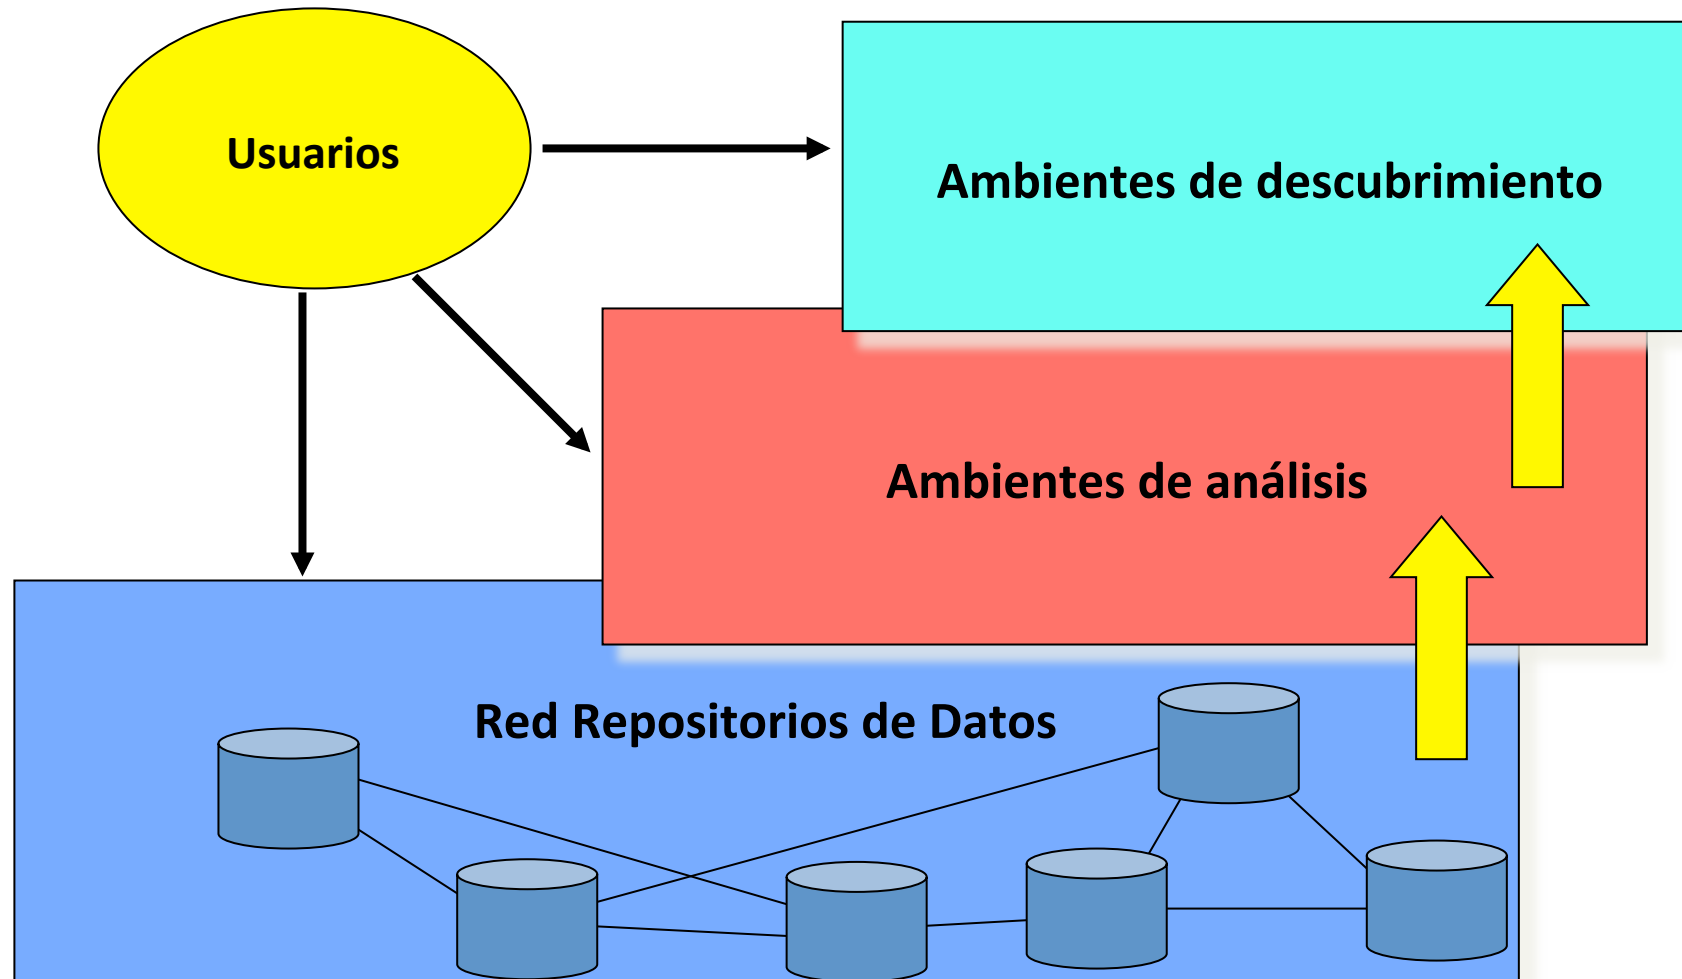 Usuarios
Ambientes de descubrimiento
Ambientes de análisis
Red Repositorios de Datos